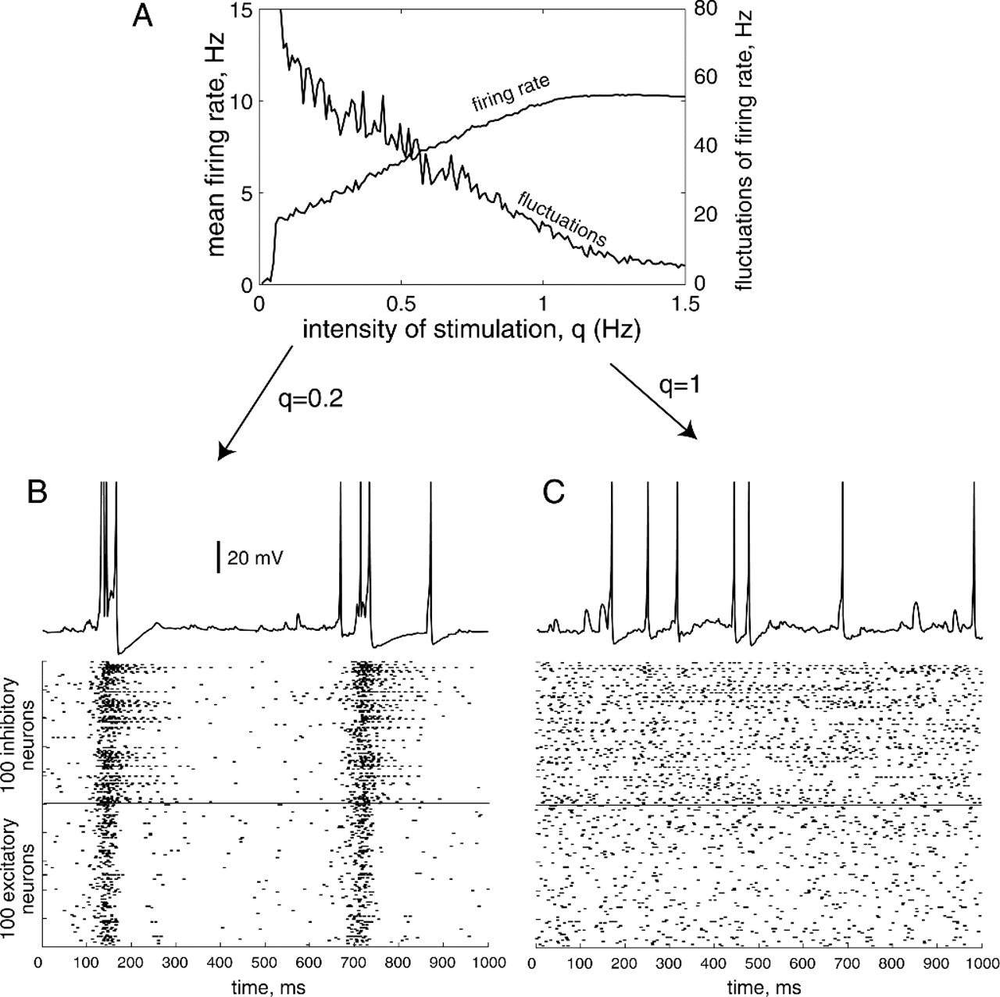 A
15
10
5
0
mean firing rate, Hz
80
60
40
20
0
fluctuations of firing rate, Hz
firing rate
fluctuations
0 0.5 1 1.5
intensity of stimulation, q (Hz)
q=0.2
q=1
B
20 mV
100 inhibitory
neurons
100 excitatory
neurons
0 100 200 300 400 500 600 700 800 900 1000
time, ms
C
0 100 200 300 400 500 600 700 800 900 1000
time, ms